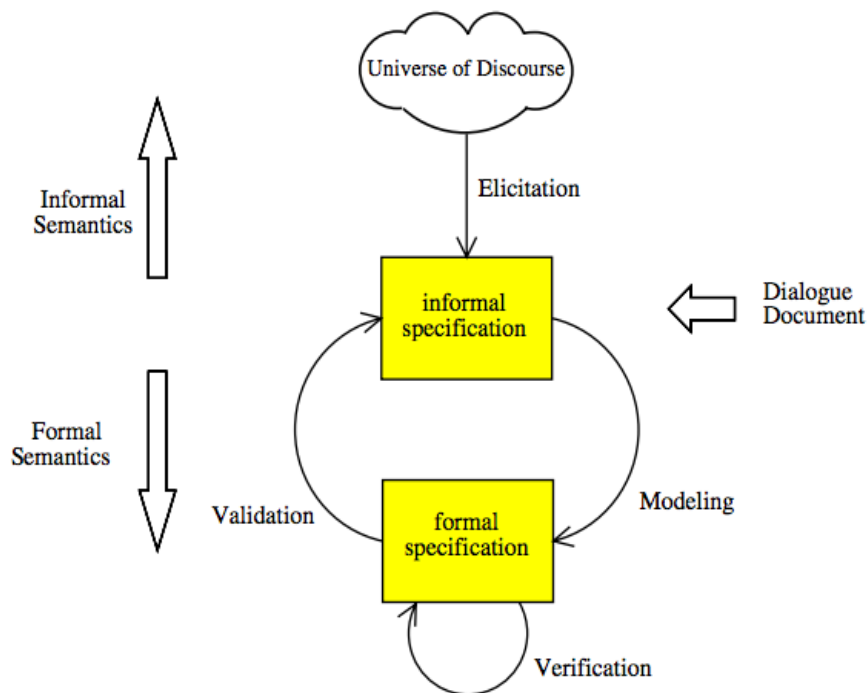 Universe of Discourse
Elicitation
Informal
Semantics
informal
specification
Dialogue
Document
Formal
Semantics
Validation
formal
specification
Modeling
Verification